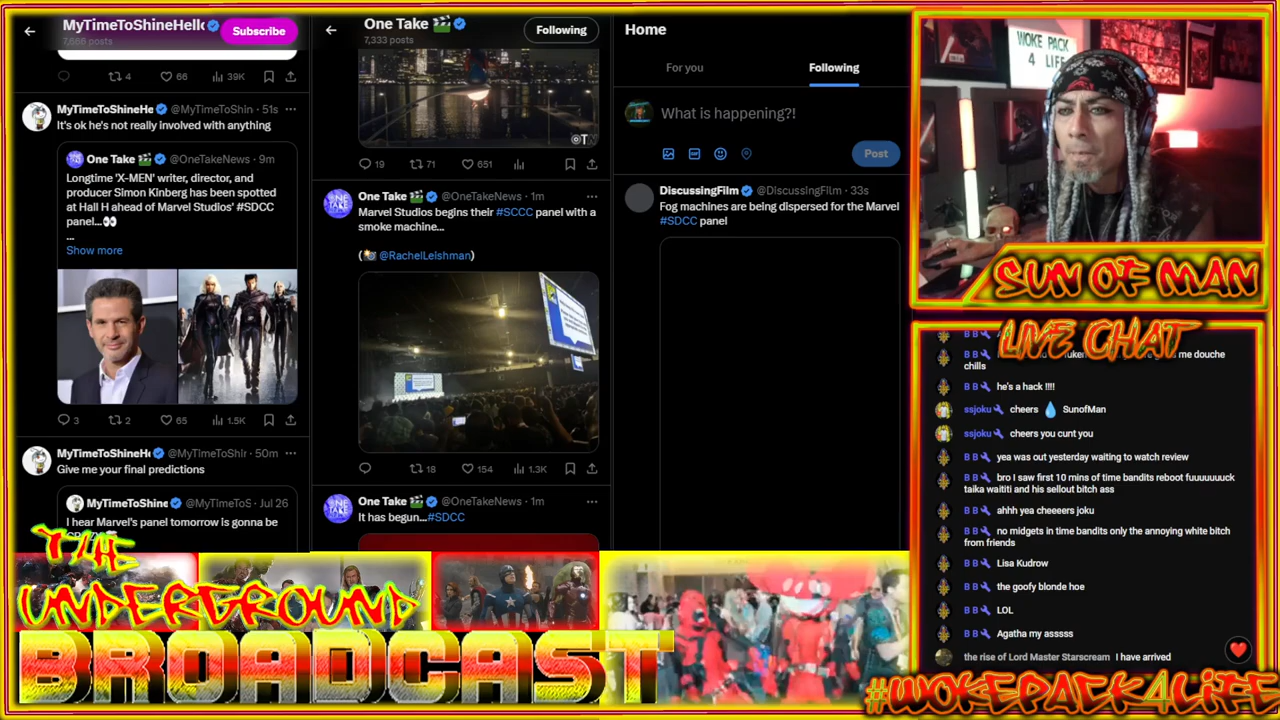 MyTimeToShineHello
Subscribe
7,666 posts
4
66
39K
MyTimeToShineHe @MyTimeToShin · 51s
It's ok he's not really involved with anything
One Take @OneTakeNews · 9m
Longtime 'X-MEN' writer, director, and
producer Simon Kinberg has been spotted
at Hall H ahead of Marvel Studios' #SDCC
panel...👀
...
Show more
3
2
65
1.5K
MyTimeToShineHe @MyTimeToShir · 50m
Give me your final predictions
MyTimeToShine @MyTimeToS · Jul 26
I hear Marvel's panel tomorrow is gonna be
One Take 🎬
Following
7,333 posts
19
71
651
One Take 🎬 @OneTakeNews · 1m
Marvel Studios begins their #SCCC panel with a
smoke machine...
(📸 @RachelLeishman)
18
154
1.3K
One Take 🎬 @OneTakeNews · 1m
It has begun...#SDCC
Home
For you
Following
What is happening?!
Post
DiscussingFilm @DiscussingFilm · 33s
Fog machines are being dispersed for the Marvel
#SDCC panel
WOKE PACK
4
LIFE
SUN OF MAN
LIVE CHAT
me douche
chills
B B he's a hack !!!!
ssjoku cheers 💧 SunofMan
ssjoku cheers you cunt you
B B yea was out yesterday waiting to watch review
B B bro I saw first 10 mins of time bandits reboot fuuuuuuuck
taika waititi and his sellout bitch ass
B B ahhh yea cheeeers joku
B B no midgets in time bandits only the annoying white bitch
from friends
B B Lisa Kudrow
B B the goofy blonde hoe
B B LOL
B B Agatha my asssss
the rise of Lord Master Starscream I have arrived
THE
UNDERGROUND
BROADCAST
#WOKEPACK4LIFE